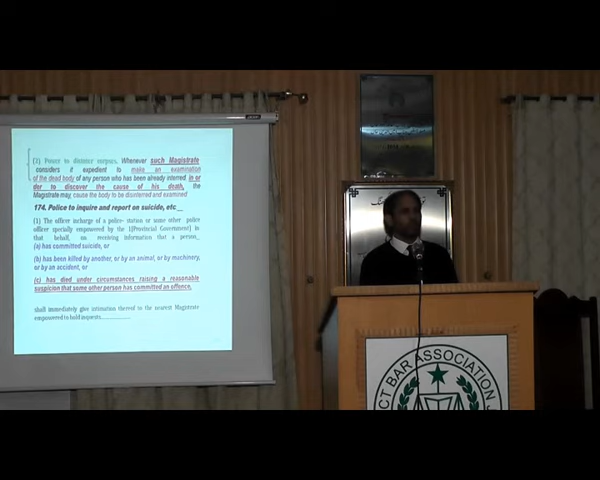 (2) Power to disinter corpses. Whenever such Magistrate
considers it expedient to make an examination
of the dead body of any person who has been already interred in or
der to discover the cause of his death, the
Magistrate may, cause the body to be disinterred and examined
174. Police to inquire and report on suicide, etc_
(1) The officer incharge of a police- station or some other police
officer specially empowered by the 1[Provincial Government] in
that behalf, on receiving information that a person_
(a) has committed suicide, or
(b) has been killed by another, or by an animal, or by machinery,
or by an accident, or
(c) has died under circumstances raising a reasonable
suspicion that some other person has committed an offence,
shall immediately give intimation thereof to the nearest Magistrate
empowered to hold inquests
CT BAR ASSOCIATION